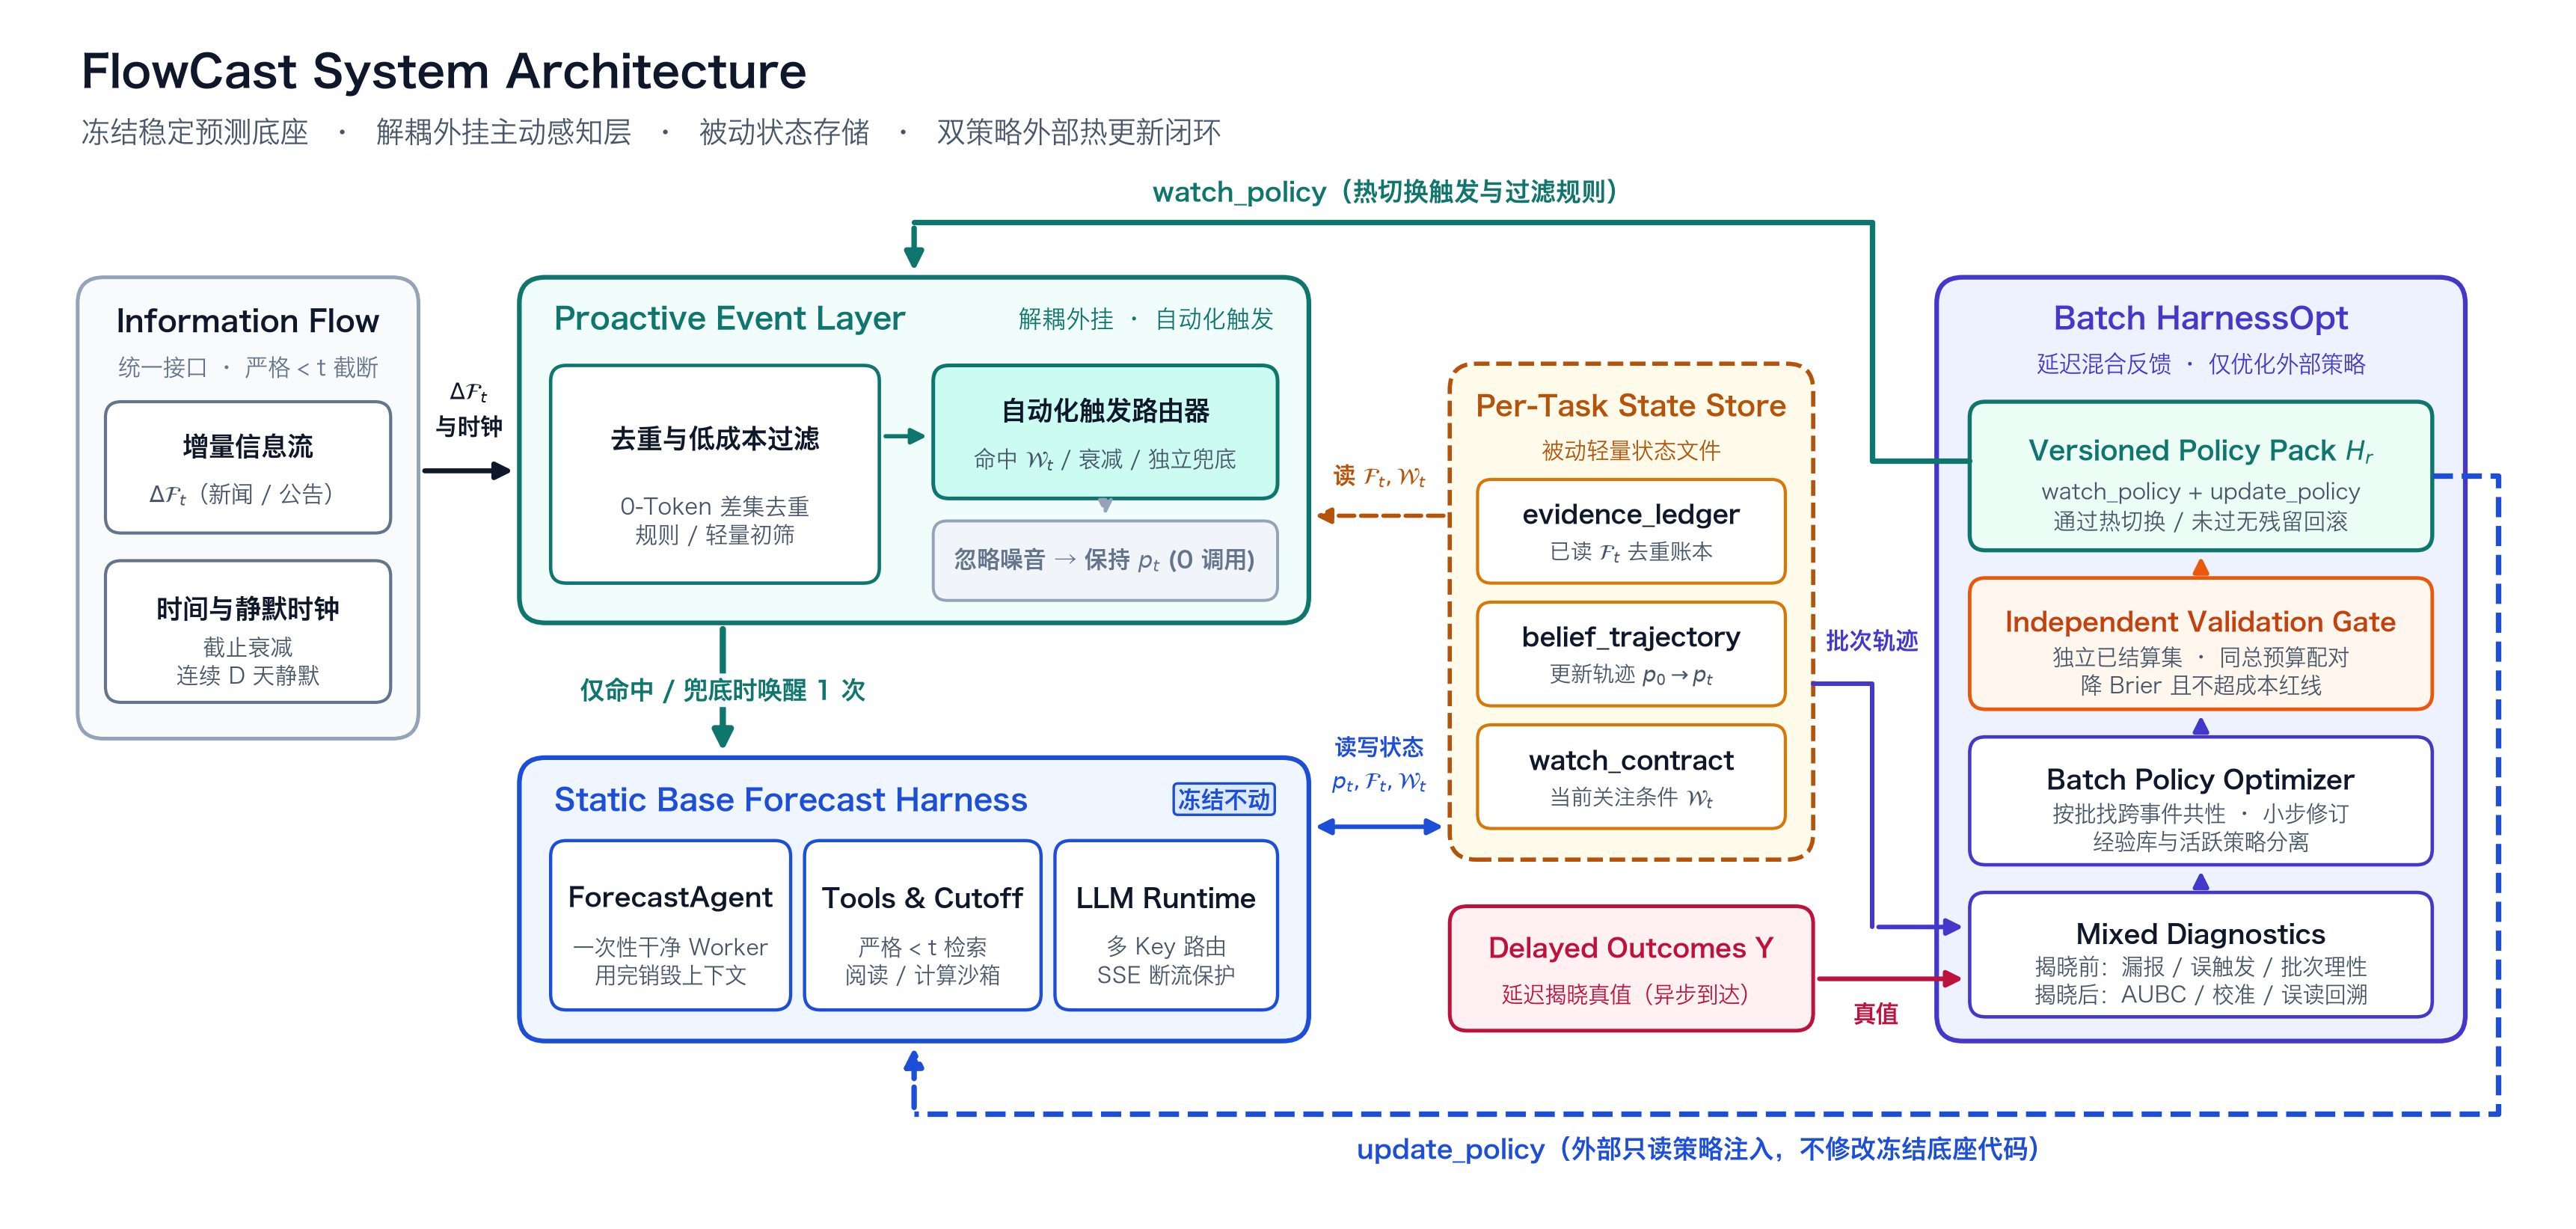 FlowCast System Architecture
冻结稳定预测底座 · 解耦外挂主动感知层 · 被动状态存储 · 双策略外部热更新闭环
watch_policy（热切换触发与过滤规则）
Information Flow
统一接口 · 严格 < t 截断
增量信息流
Δℱt（新闻 / 公告）
时间与静默时钟
截止衰减
连续 D 天静默
Δℱt
与时钟
Proactive Event Layer
解耦外挂 · 自动化触发
去重与低成本过滤
0-Token 差集去重
规则 / 轻量初筛
自动化触发路由器
命中 𝒲t / 衰减 / 独立兜底
忽略噪音 → 保持 pt (0 调用)
仅命中 / 兜底时唤醒 1 次
Static Base Forecast Harness
冻结不动
ForecastAgent
一次性干净 Worker
用完销毁上下文
Tools & Cutoff
严格 < t 检索
阅读 / 计算沙箱
LLM Runtime
多 Key 路由
SSE 断流保护
读 ℱt, 𝒲t
读写状态
pt, ℱt, 𝒲t
Per-Task State Store
被动轻量状态文件
evidence_ledger
已读 ℱt 去重账本
belief_trajectory
更新轨迹 p0→pt
watch_contract
当前关注条件 𝒲t
Delayed Outcomes Y
延迟揭晓真值（异步到达）
批次轨迹
真值
Batch HarnessOpt
延迟混合反馈 · 仅优化外部策略
Versioned Policy Pack Hr
watch_policy + update_policy
通过热切换 / 未过无残留回滚
Independent Validation Gate
独立已结算集 · 同总预算配对
降 Brier 且不超成本红线
Batch Policy Optimizer
按批找跨事件共性 · 小步修订
经验库与活跃策略分离
Mixed Diagnostics
揭晓前：漏报 / 误触发 / 批次理性
揭晓后：AUBC / 校准 / 误读回溯
update_policy（外部只读策略注入，不修改冻结底座代码）